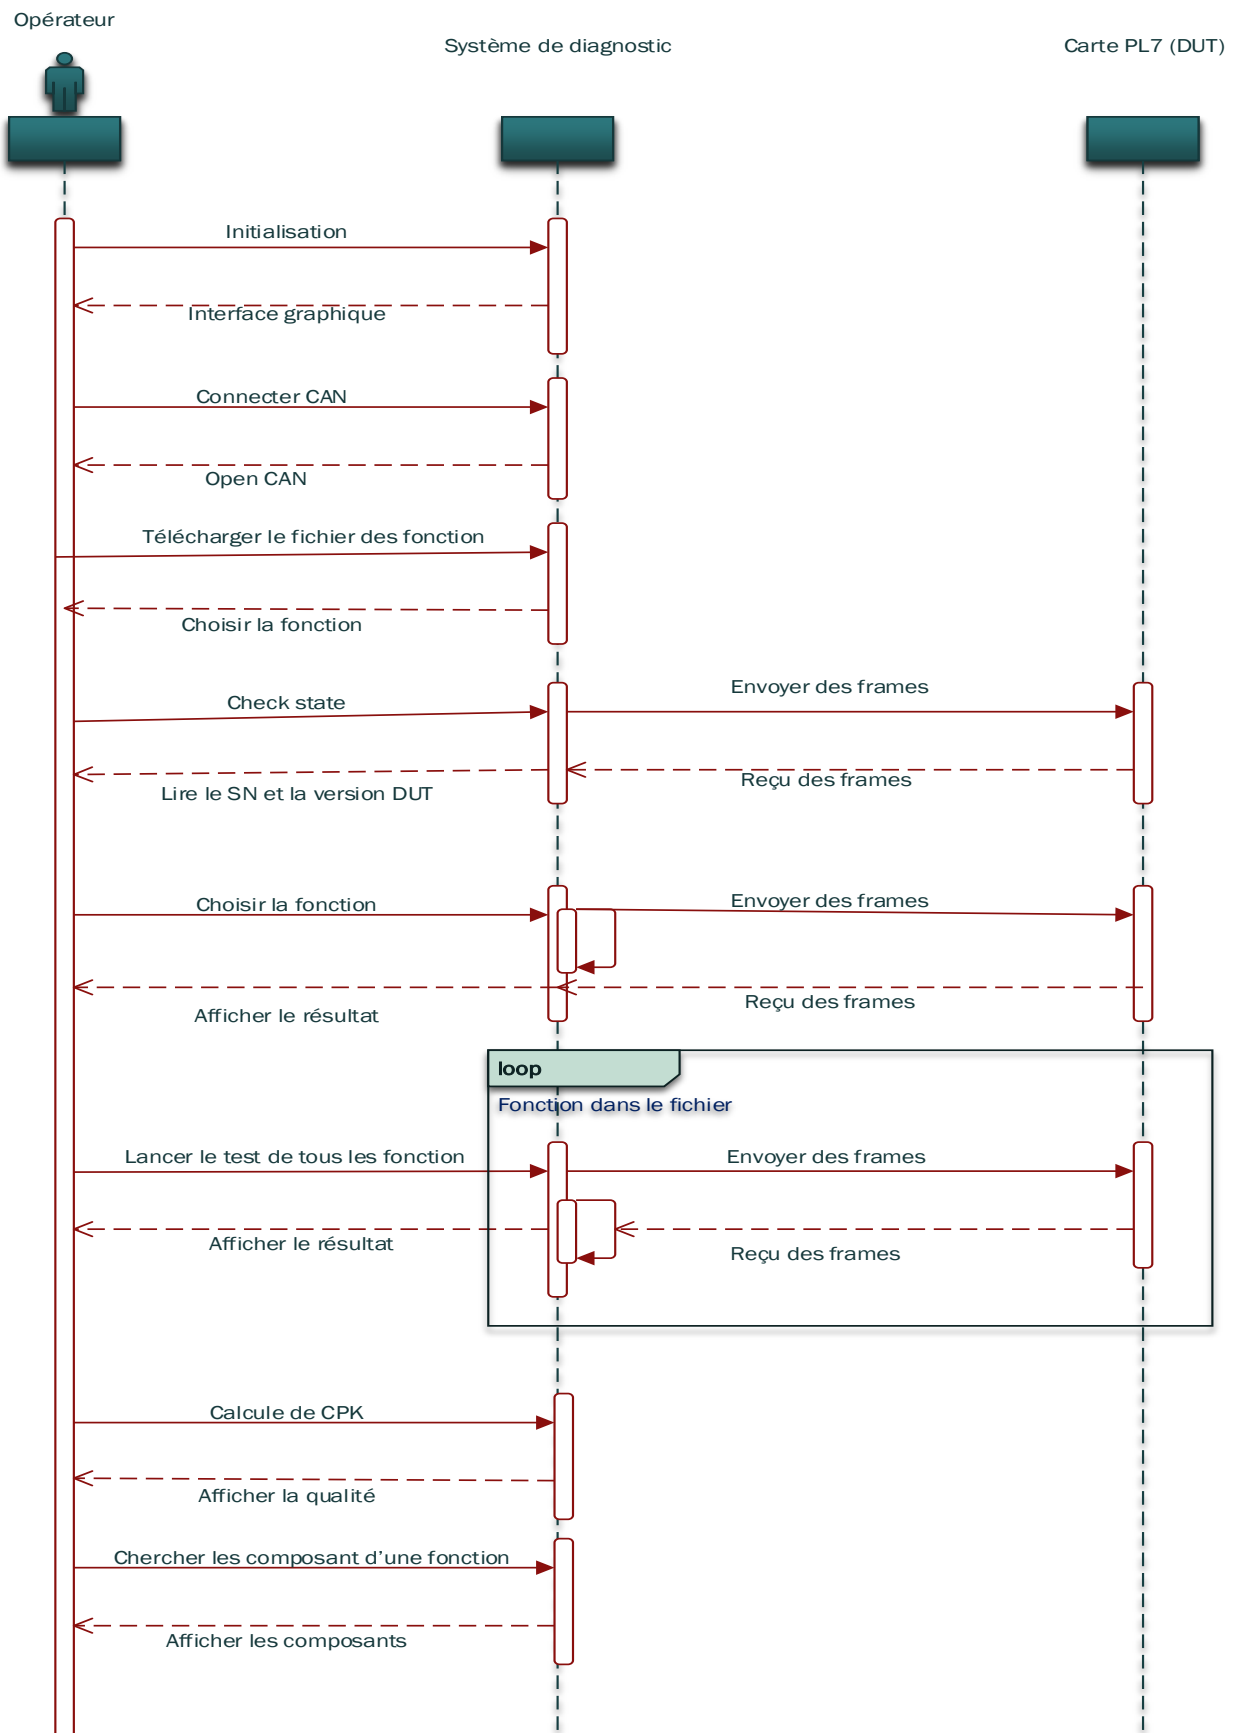 Opérateur
Système de diagnostic
Carte PL7 (DUT)
Initialisation
Interface graphique
Connecter CAN
Open CAN
Télécharger le fichier des fonction
Choisir la fonction
Check state
Envoyer des frames
Reçu des frames
Lire le SN et la version DUT
Choisir la fonction
Envoyer des frames
Reçu des frames
Afficher le résultat
loop
Fonction dans le fichier
Lancer le test de tous les fonction
Envoyer des frames
Afficher le résultat
Reçu des frames
Calcule de CPK
Afficher la qualité
Chercher les composant d’une fonction
Afficher les composants